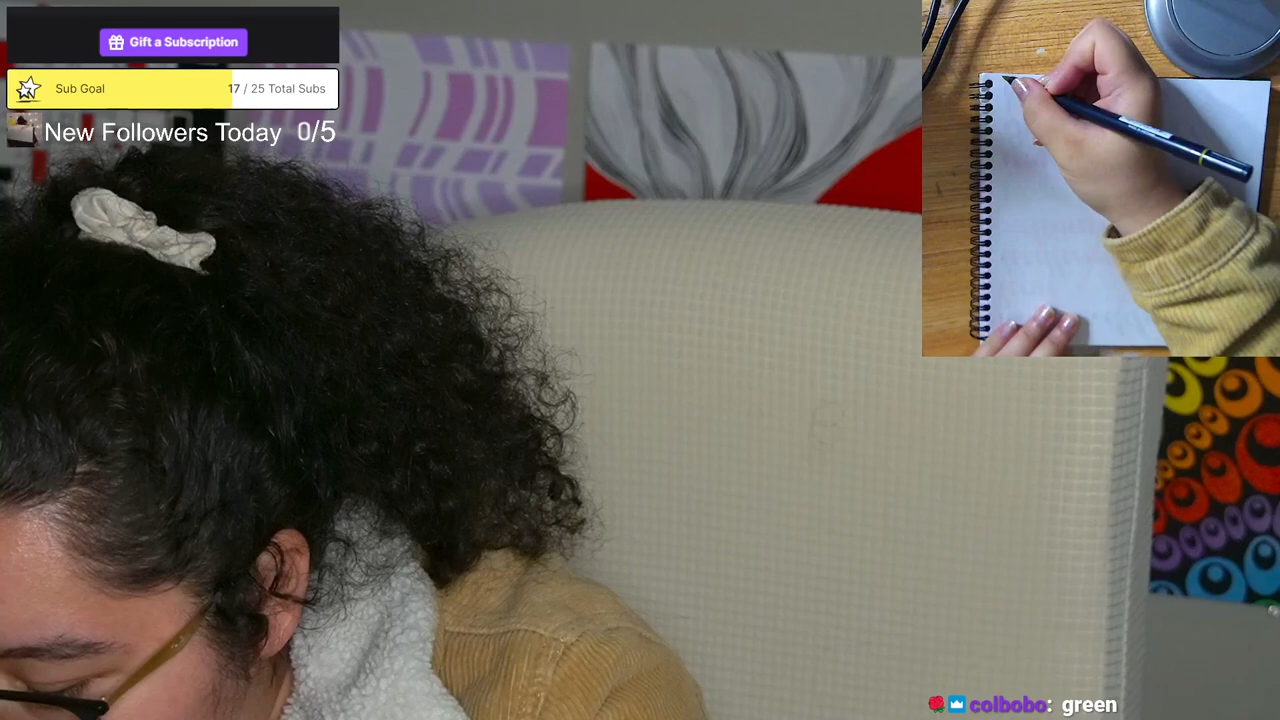 Gift a Subscription
Sub Goal 17 / 25 Total Subs
New Followers Today 0/5
colbobo: green